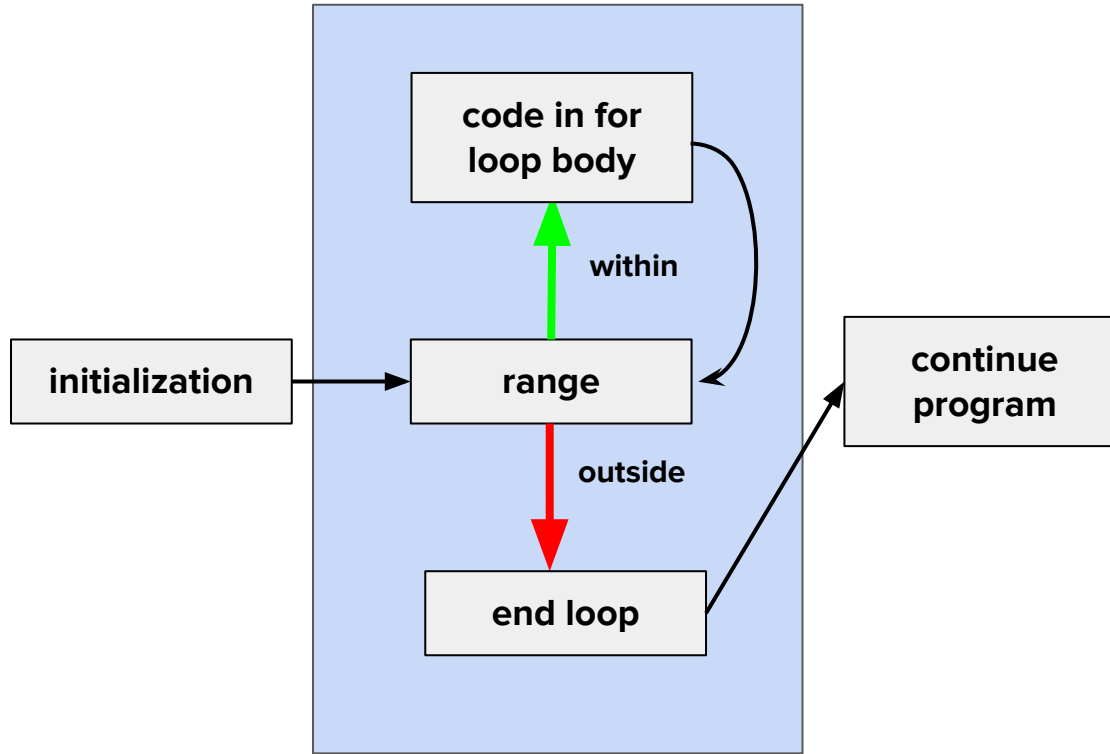 code in for
loop body
within
initialization
range
continue
program
outside
end loop